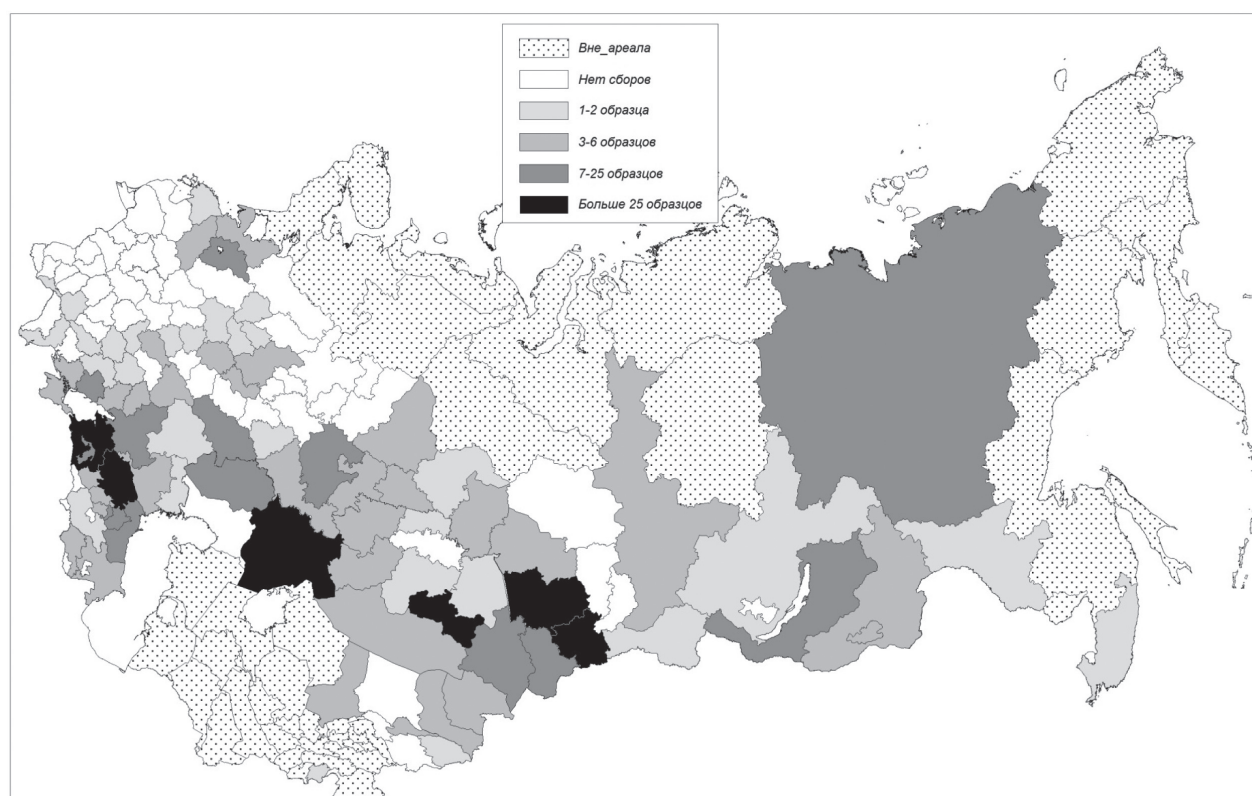 Вне_ареала
Нет сборов
1-2 образца
3-6 образцов
7-25 образцов
Больше 25 образцов